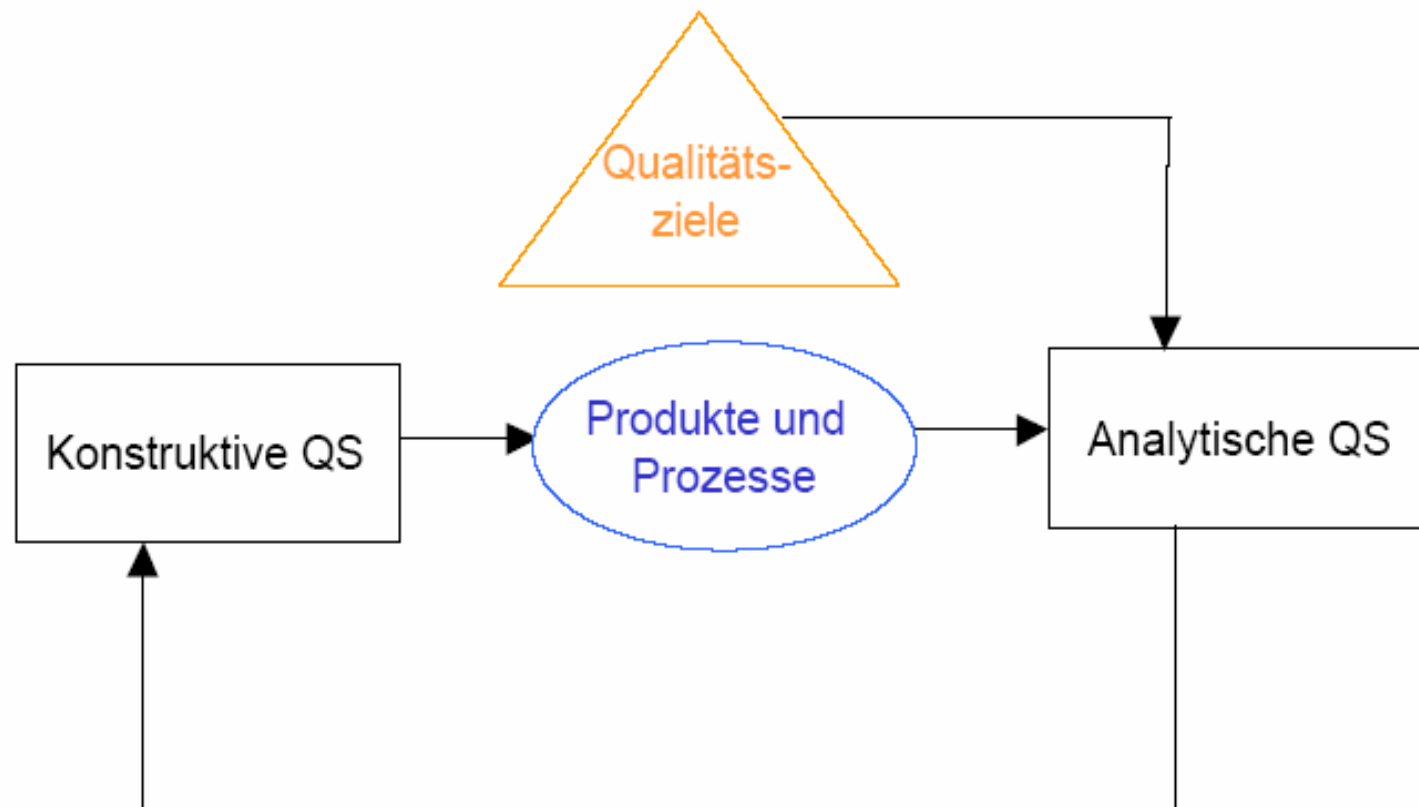 Qualitäts-
ziele
Konstruktive QS
Produkte und
Prozesse
Analytische QS